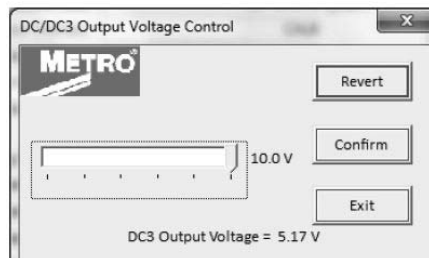 DC/DC3 Output Voltage Control
METRO®
Revert
10.0 V
Confirm
Exit
DC3 Output Voltage = 5.17 V